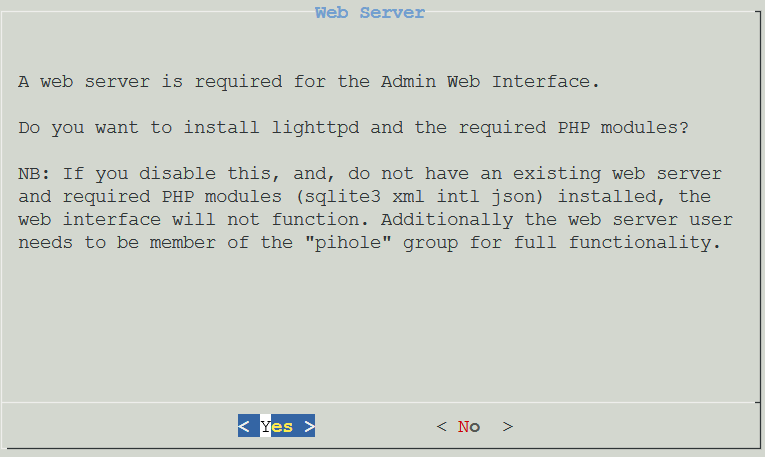 Web Server
A web server is required for the Admin Web Interface.
Do you want to install lighttpd and the required PHP modules?
NB: If you disable this, and, do not have an existing web server
and required PHP modules (sqlite3 xml intl json) installed, the
web interface will not function. Additionally the web server user
needs to be member of the "pihole" group for full functionality.
< Yes > < No >